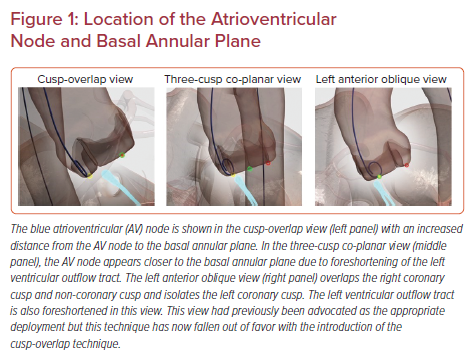 Figure 1: Location of the Atrioventricular
Node and Basal Annular Plane
Cusp-overlap view
Three-cusp co-planar view
Left anterior oblique view
The blue atrioventricular (AV) node is shown in the cusp-overlap view (left panel) with an increased
distance from the AV node to the basal annular plane. In the three-cusp co-planar view (middle
panel), the AV node appears closer to the basal annular plane due to foreshortening of the left
ventricular outflow tract. The left anterior oblique view (right panel) overlaps the right coronary
cusp and non-coronary cusp and isolates the left coronary cusp. The left ventricular outflow tract
is also foreshortened in this view. This view had previously been advocated as the appropriate
deployment but this technique has now fallen out of favor with the introduction of the
cusp-overlap technique.